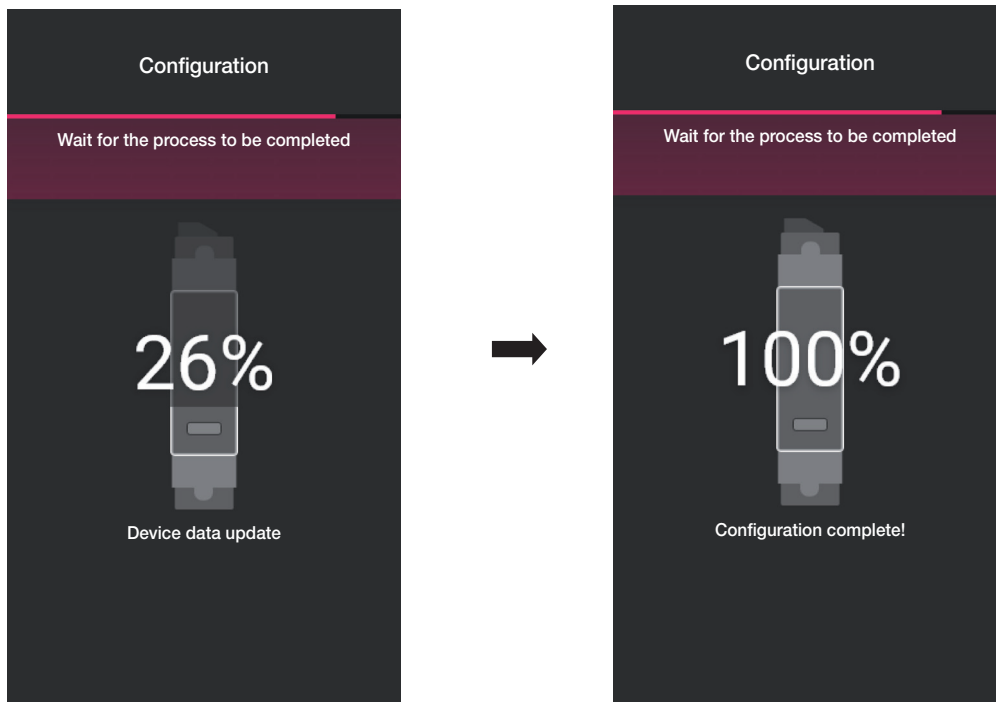 Configuration
Wait for the process to be completed
26%
Device data update
Configuration
Wait for the process to be completed
100%
Configuration complete!